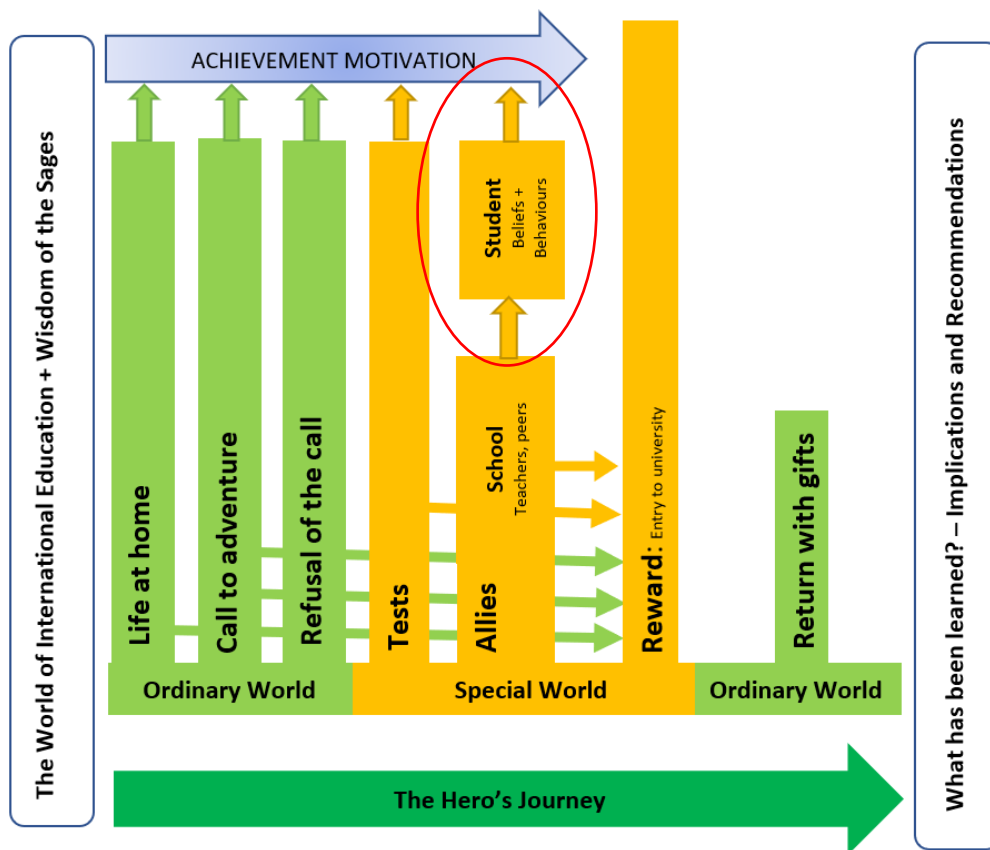 The World of International Education + Wisdom of the Sages
ACHIEVEMENT MOTIVATION
Life at home
Call to adventure
Refusal of the call
Tests
Allies
School
Teachers, peers
Student
Beliefs +
Behaviours
Reward: Entry to university
Return with gifts
Ordinary World
Special World
Ordinary World
The Hero’s Journey
What has been learned? – Implications and Recommendations